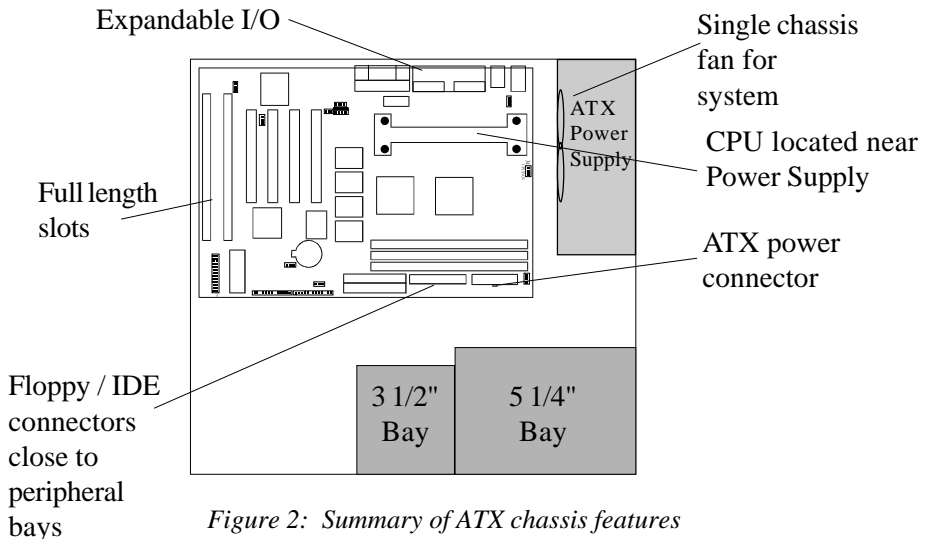 Expandable I/O
Single chassis
fan for
system
ATX
Power
Supply
CPU located near
Power Supply
Full length
slots
ATX power
connector
Floppy / IDE
connectors
close to
peripheral
bays
3 1/2"
Bay
5 1/4"
Bay
Figure 2: Summary of ATX chassis features